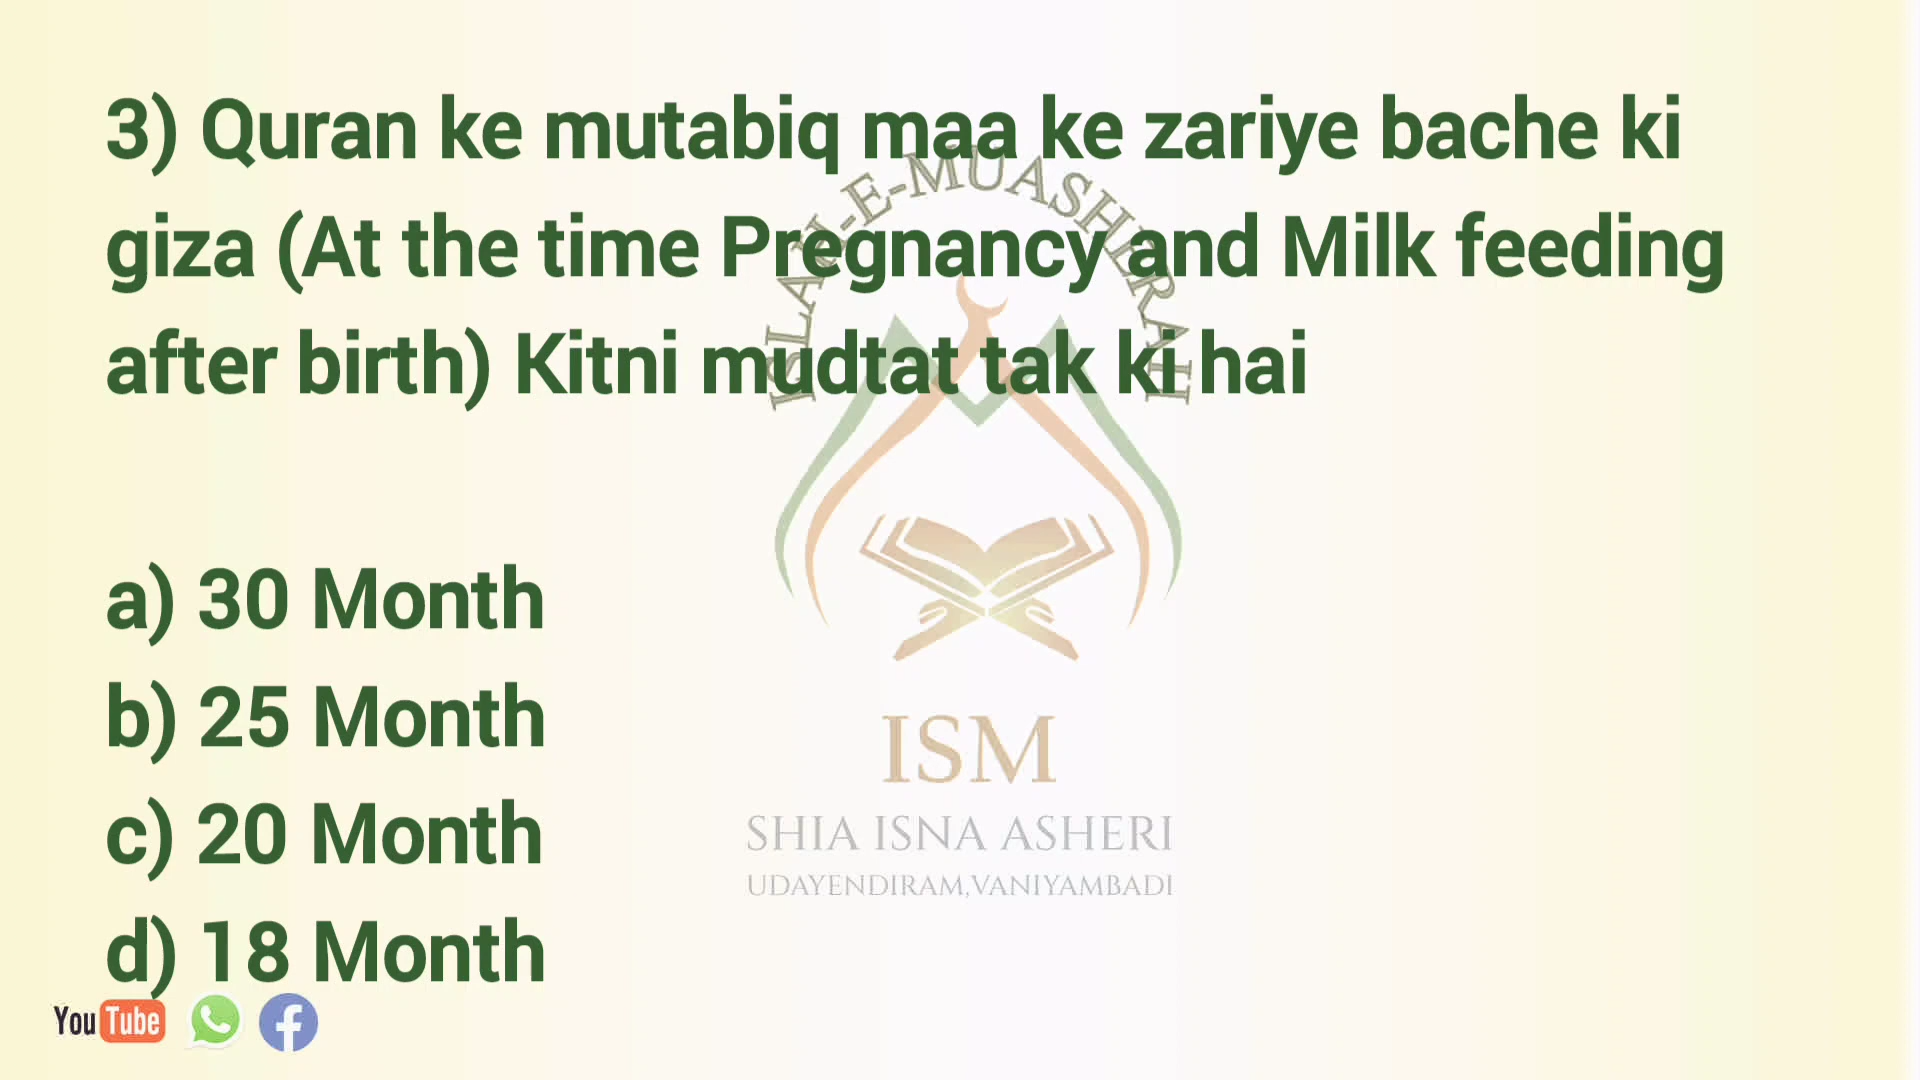 3) Quran ke mutabiq maa ke zariye bache ki
giza (At the time Pregnancy and Milk feeding
after birth) Kitni mudtat tak ki hai
a) 30 Month
b) 25 Month
c) 20 Month
d) 18 Month
ISLAH-E-MUASHIRAH
ISM
SHIA ISNA ASHERI
UDAYENDIRAM,VANIYAMBADI
YouTube